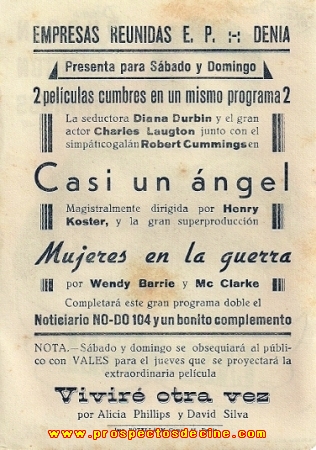 EMPRESAS REUNIDAS E. P. :-: DENIA
Presenta para Sábado y Domingo
2 películas cumbres en un mismo programa 2
La seductora Diana Durbin y el gran
actor Charles Laugton junto con el
simpáticogalán Robert Cummings en
Casi un ángel
Magistralmente dirigida por Henry
Koster, y la gran superproducción
Mujeres en la guerra
por Wendy Barrie y Mc Clarke
Completará este gran programa doble el
Noticiario NO-DO 104 y un bonito complemento
NOTA.—Sábado y domingo se obsequiará al públi-
co con VALES para el jueves que se proyectará la
extraordinaria película
Viviré otra vez
por Alicia Phillips y David Silva
www.prospectosdecine.com